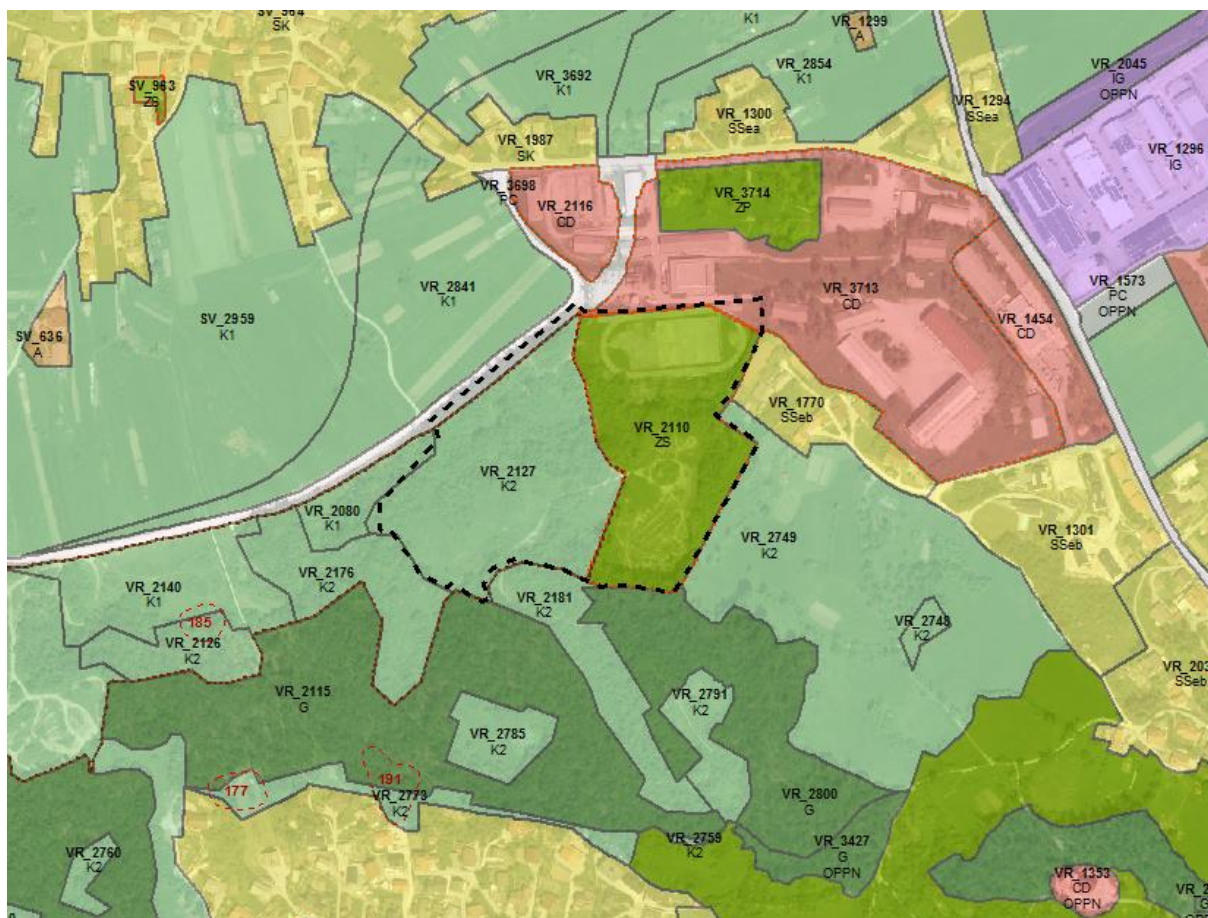 SV_964
SK
K1
VR_1299
A
VR_3692
K1
VR_2854
K1
VR_2045
IG
OPPN
SV_963
ZS
VR_1300
SSea
VR_1294
SSea
VR_1987
SK
VR_1296
IG
VR_3698
PC
VR_2116
CD
VR_3714
ZP
VR_2841
K1
VR_3713
CD
VR_1573
PC
OPPN
SV_2959
K1
SV_636
A
VR_1454
CD
VR_1770
SSeb
VR_2110
ZS
VR_2127
K2
VR_2080
K1
VR_2749
K2
VR_1301
SSeb
VR_2140
K1
VR_2176
K2
VR_2181
K2
185
VR_2126
K2
VR_2748
K2
VR_203
SSeb
VR_2115
G
VR_2791
K2
VR_2785
K2
191
177
VR_2773
K2
VR_2800
G
VR_2759
K2
VR_3427
G
OPPN
VR_2760
K2
VR_1353
CD
OPPN
VR_2
G
OPPN